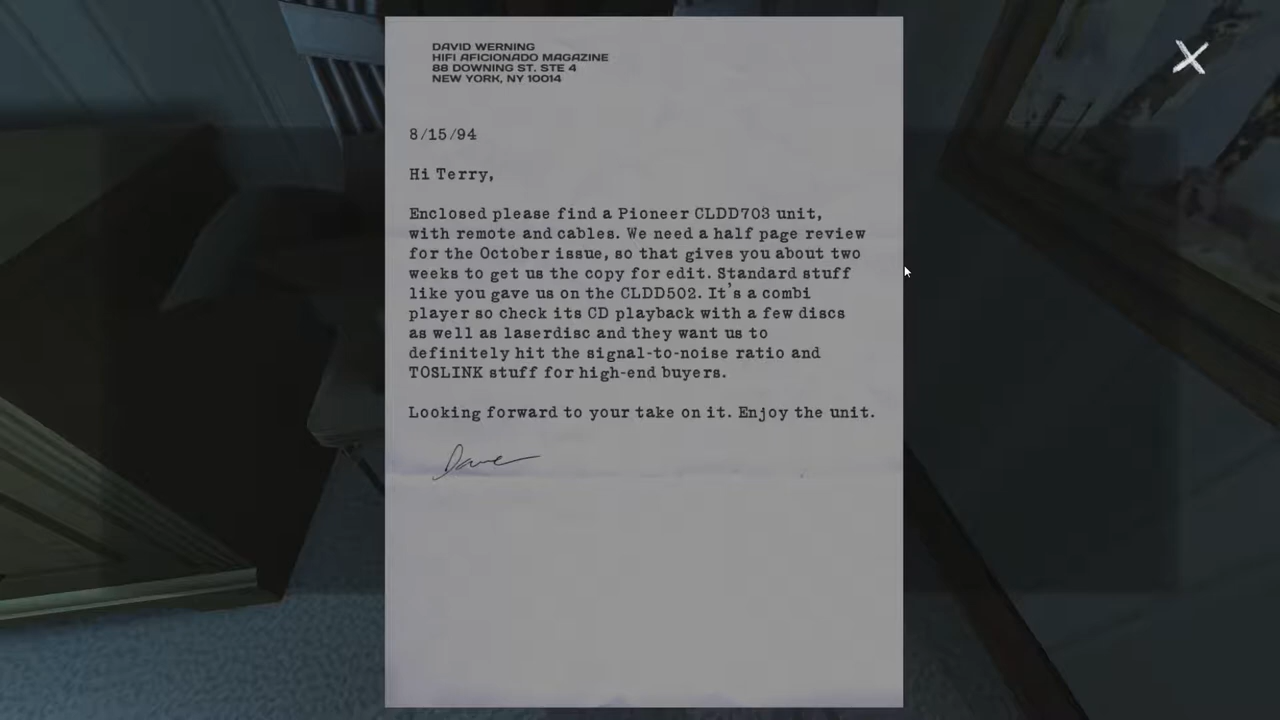 DAVID WERNING
HIFI AFICIONADO MAGAZINE
88 DOWNING ST. STE 4
NEW YORK, NY 10014
8/15/94
Hi Terry,
Enclosed please find a Pioneer CLDD703 unit,
with remote and cables. We need a half page review
for the October issue, so that gives you about two
weeks to get us the copy for edit. Standard stuff
like you gave us on the CLDD502. It's a combi
player so check its CD playback with a few discs
as well as laserdisc and they want us to
definitely hit the signal-to-noise ratio and
TOSLINK stuff for high-end buyers.
Looking forward to your take on it. Enjoy the unit.
Dave